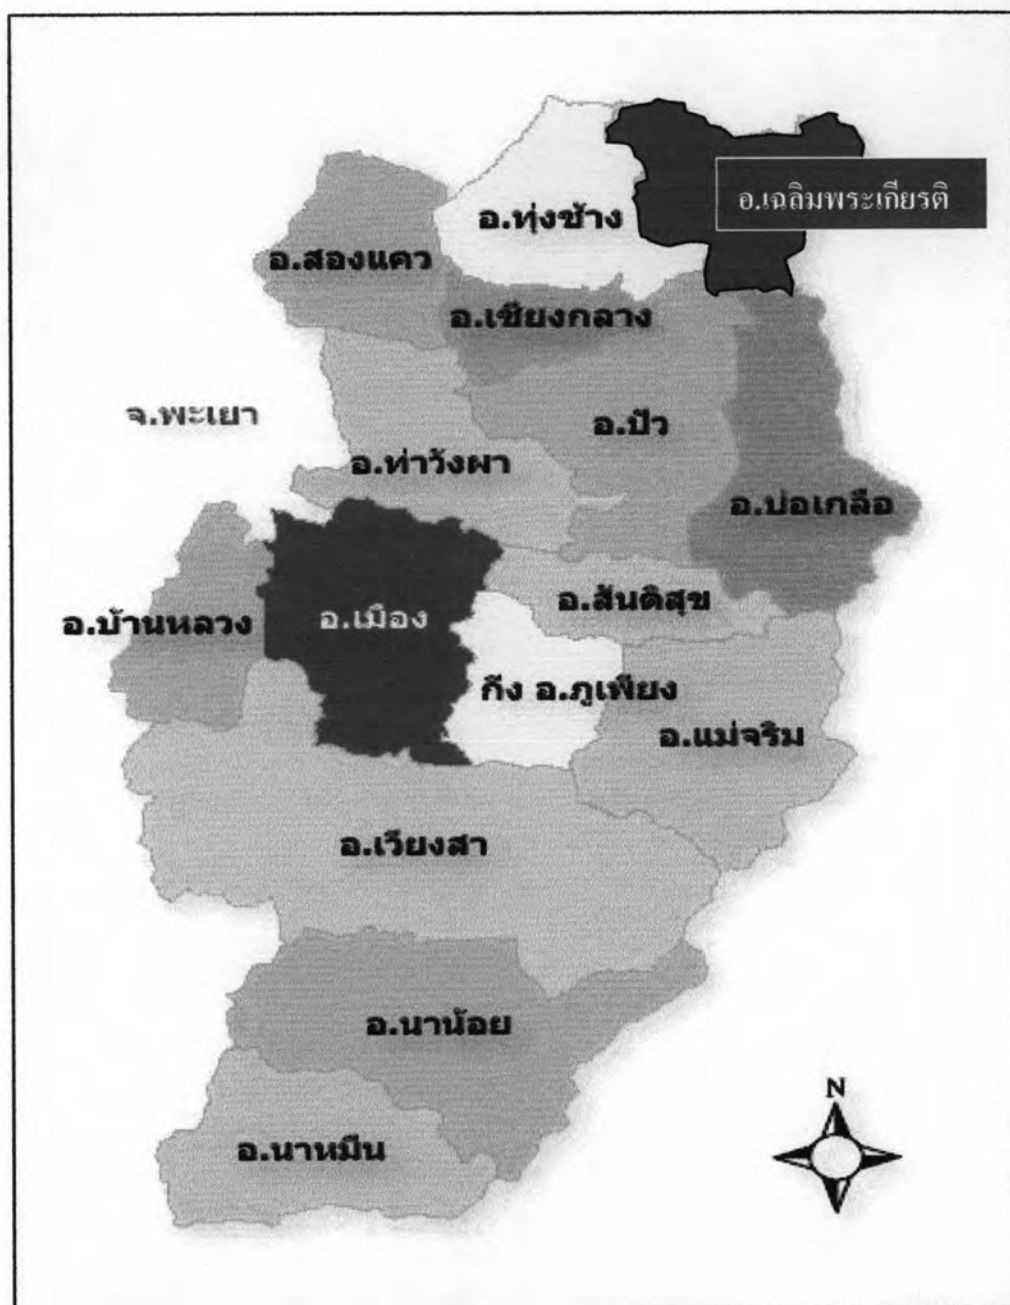 อ.เฉลิมพระเกียรติ
อ.ทุ่งช้าง
อ.สองแคว
อ.เชียงกลาง
จ.พะเยา
อ.ปัว
อ.ท่าวังผา
อ.บ่อเกลือ
อ.สันติสุข
อ.บ้านหลวง
อ.เมือง
กิ่ง อ.ภูเพียง
อ.แม่จริม
อ.เวียงสา
อ.นาน้อย
N
อ.นาหมื่น